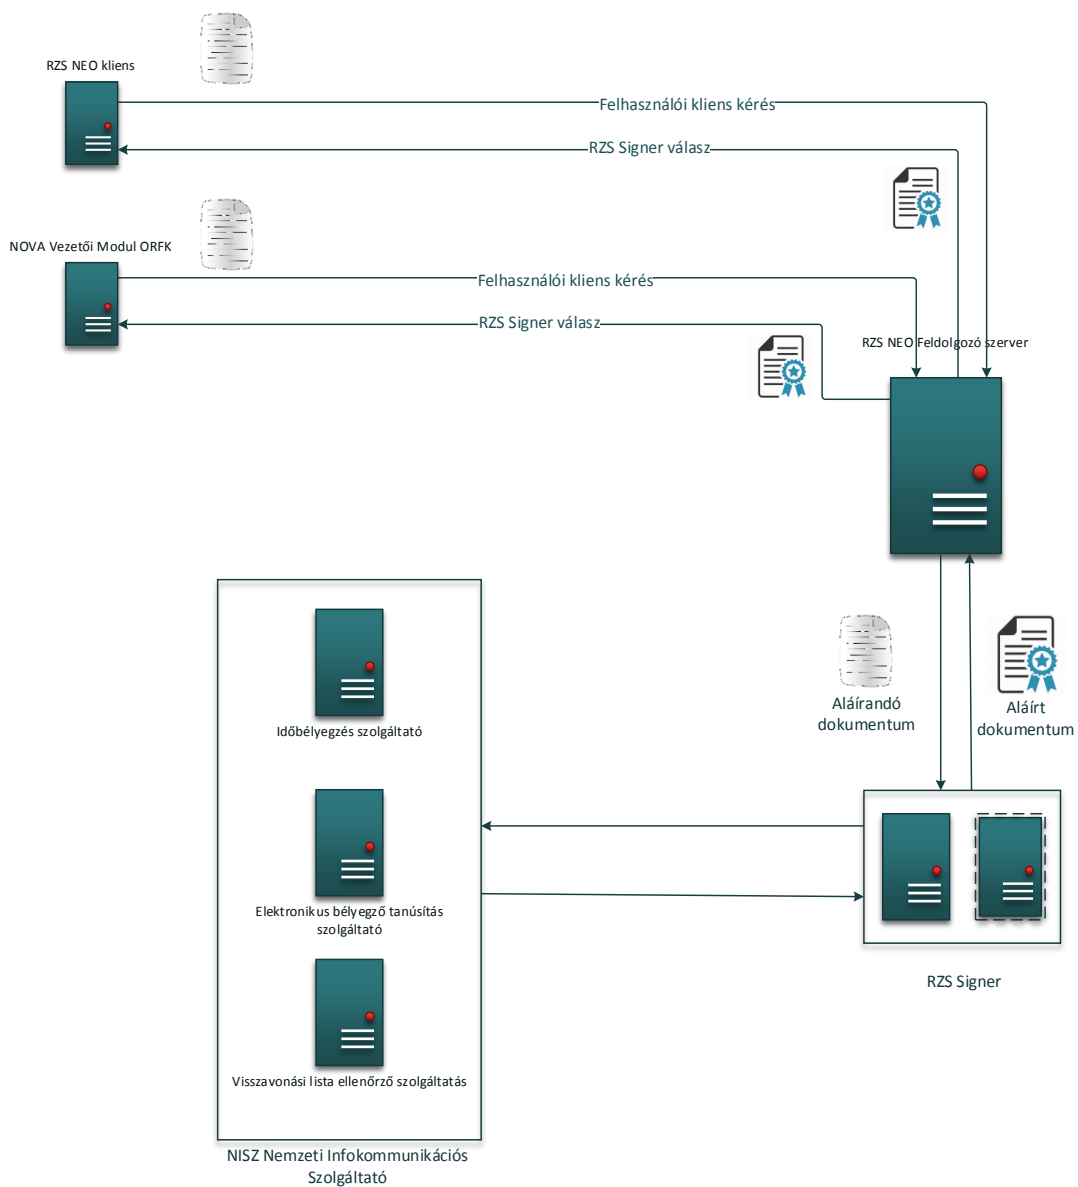 RZS NEO kliens
Felhasználói kliens kérés
RZS Signer válasz
NOVA Vezetői Modul ORFK
Felhasználói kliens kérés
RZS Signer válasz
RZS NEO Feldolgozó szerver
Aláírandó
dokumentum
Aláírt
dokumentum
Időbélyegzés szolgáltató
Elektronikus bélyegző tanúsítás
szolgáltató
RZS Signer
Visszavonási lista ellenőrző szolgáltatás
NISZ Nemzeti Infokommunikációs
Szolgáltató